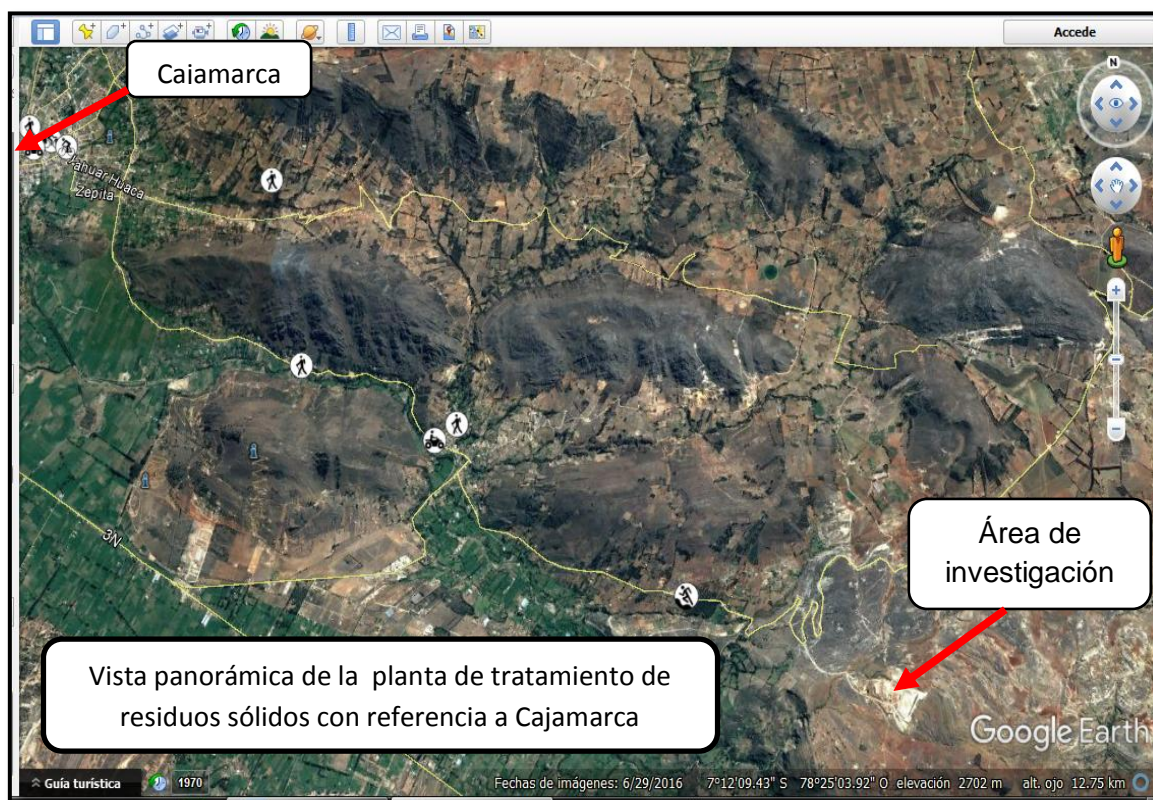 Accede
Cajamarca
N
Jahuar Huaca
Zepita
3N
Área de
investigación
Vista panorámica de la planta de tratamiento de
residuos sólidos con referencia a Cajamarca
Google Earth
Guía turística
1970
Fechas de imágenes: 6/29/2016 7°12'09.43" S 78°25'03.92" O elevación 2702 m alt. ojo 12.75 km